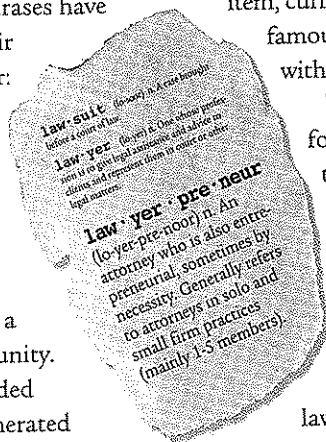 rases have
ir
r:
a
unity.
ded
nerated
law·suit (lo-soot) n. A case brought
before a court of law.
law·yer (lo-yer) n. One whose profes-
sion is to give legal assistance and advice to
clients and represent them in court or other
legal matters.
law·yer·pre·neur
(lo-yer-pre-noor) n. An
attorney who is also entre-
preneurial, sometimes by
necessity. Generally refers
to attorneys in solo and
small firm practices
(mainly 1-5 members).
item, curr
famou
with
fo
t
law